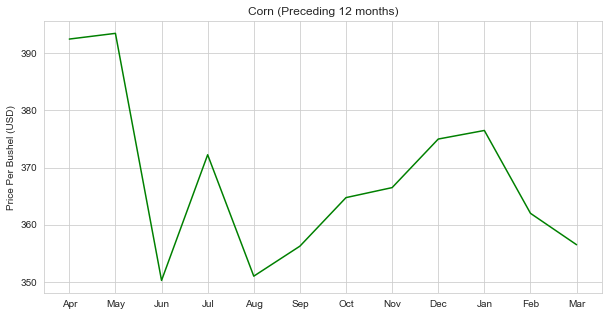 Corn (Preceding 12 months)
Price Per Bushel (USD)
390
380
370
360
350
Apr May Jun Jul Aug Sep Oct Nov Dec Jan Feb Mar